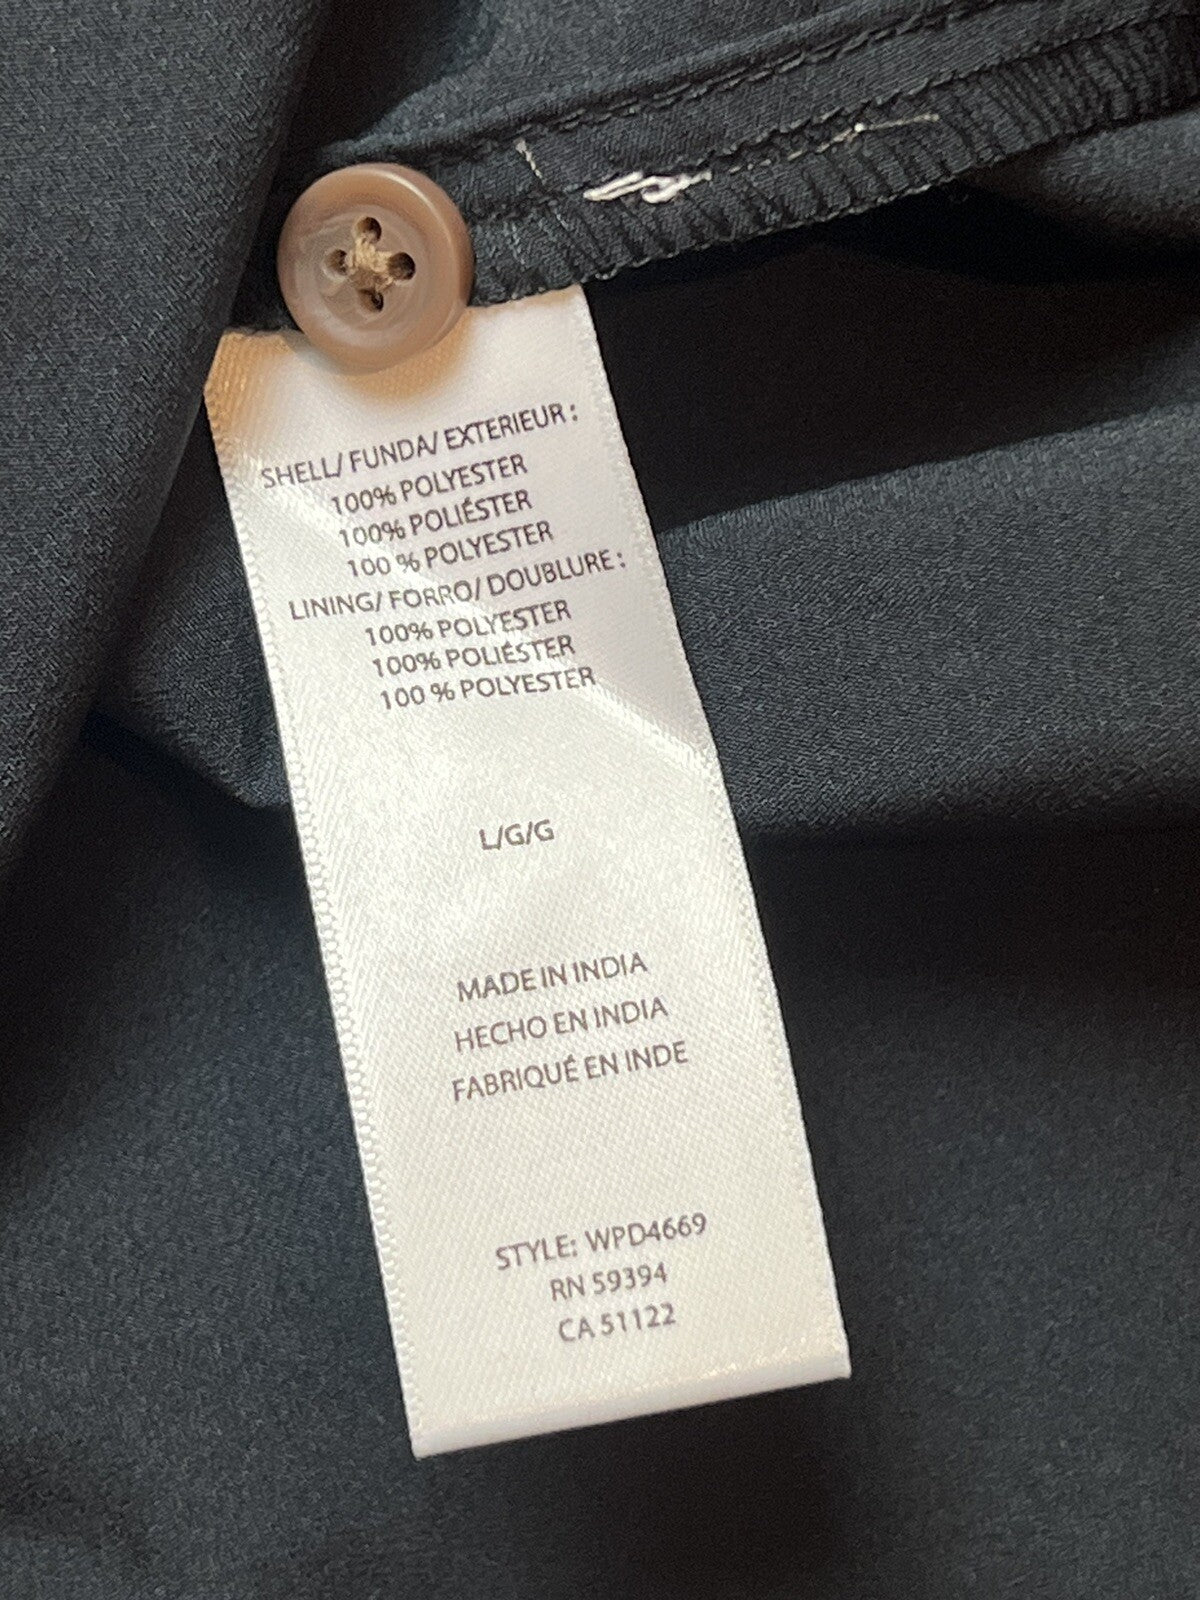 SHELL/ FUNDA/ EXTERIEUR :
100% POLYESTER
100% POLIÉSTER
100 % POLYESTER
LINING/ FORRO/ DOUBLURE :
100% POLYESTER
100% POLIÉSTER
100 % POLYESTER
L/G/G
MADE IN INDIA
HECHO EN INDIA
FABRIQUÉ EN INDE
STYLE: WPD4669
RN 59394
CA 51122